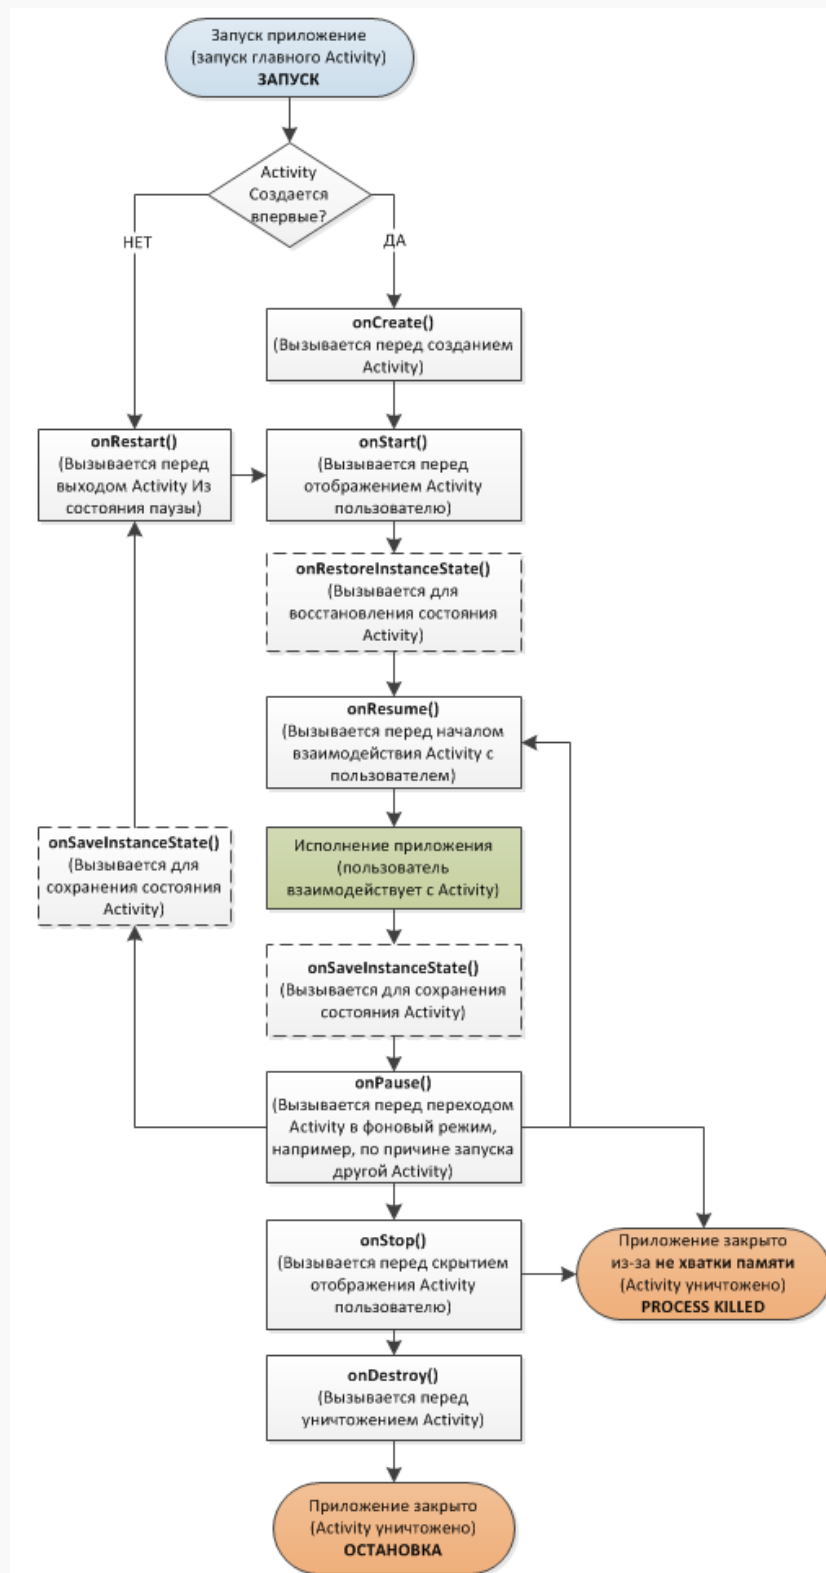 Запуск приложение
(запуск главного Activity)
ЗАПУСК
Activity
Создается
впервые?
НЕТ
ДА
onCreate()
(Вызывается перед созданием
Activity)
onRestart()
(Вызывается перед
выходом Activity Из
состояния паузы)
onStart()
(Вызывается перед
отображением Activity
пользователю)
onRestoreInstanceState()
(Вызывается для
восстановления состояния
Activity)
onResume()
(Вызывается перед началом
взаимодействия Activity с
пользователем)
onSaveInstanceState()
(Вызывается для
сохранения состояния
Activity)
Исполнение приложения
(пользователь
взаимодействует с Activity)
onSaveInstanceState()
(Вызывается для сохранения
состояния Activity)
onPause()
(Вызывается перед переходом
Activity в фоновый режим,
например, по причине запуска
другой Activity)
onStop()
(Вызывается перед скрытием
отображения Activity
пользователю)
Приложение закрыто
из-за не хватки памяти
(Activity уничтожено)
PROCESS KILLED
onDestroy()
(Вызывается перед
уничтожением Activity)
Приложение закрыто
(Activity уничтожено)
ОСТАНОВКА